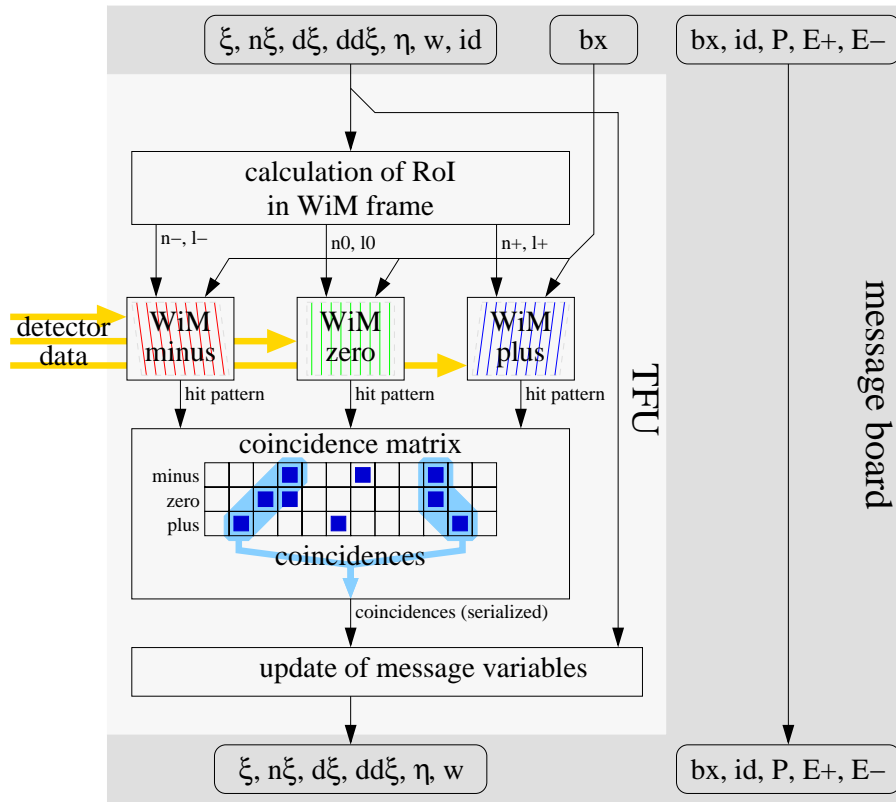 ξ, nξ, dξ, ddξ, η, w, id
bx
bx, id, P, E+, E−
calculation of RoI
in WiM frame
n−, l−
n0, l0
n+, l+
detector
data
WiM
minus
WiM
zero
WiM
plus
hit pattern
hit pattern
hit pattern
TFU
message board
coincidence matrix
minus
zero
plus
coincidences
coincidences (serialized)
update of message variables
ξ, nξ, dξ, ddξ, η, w
bx, id, P, E+, E−